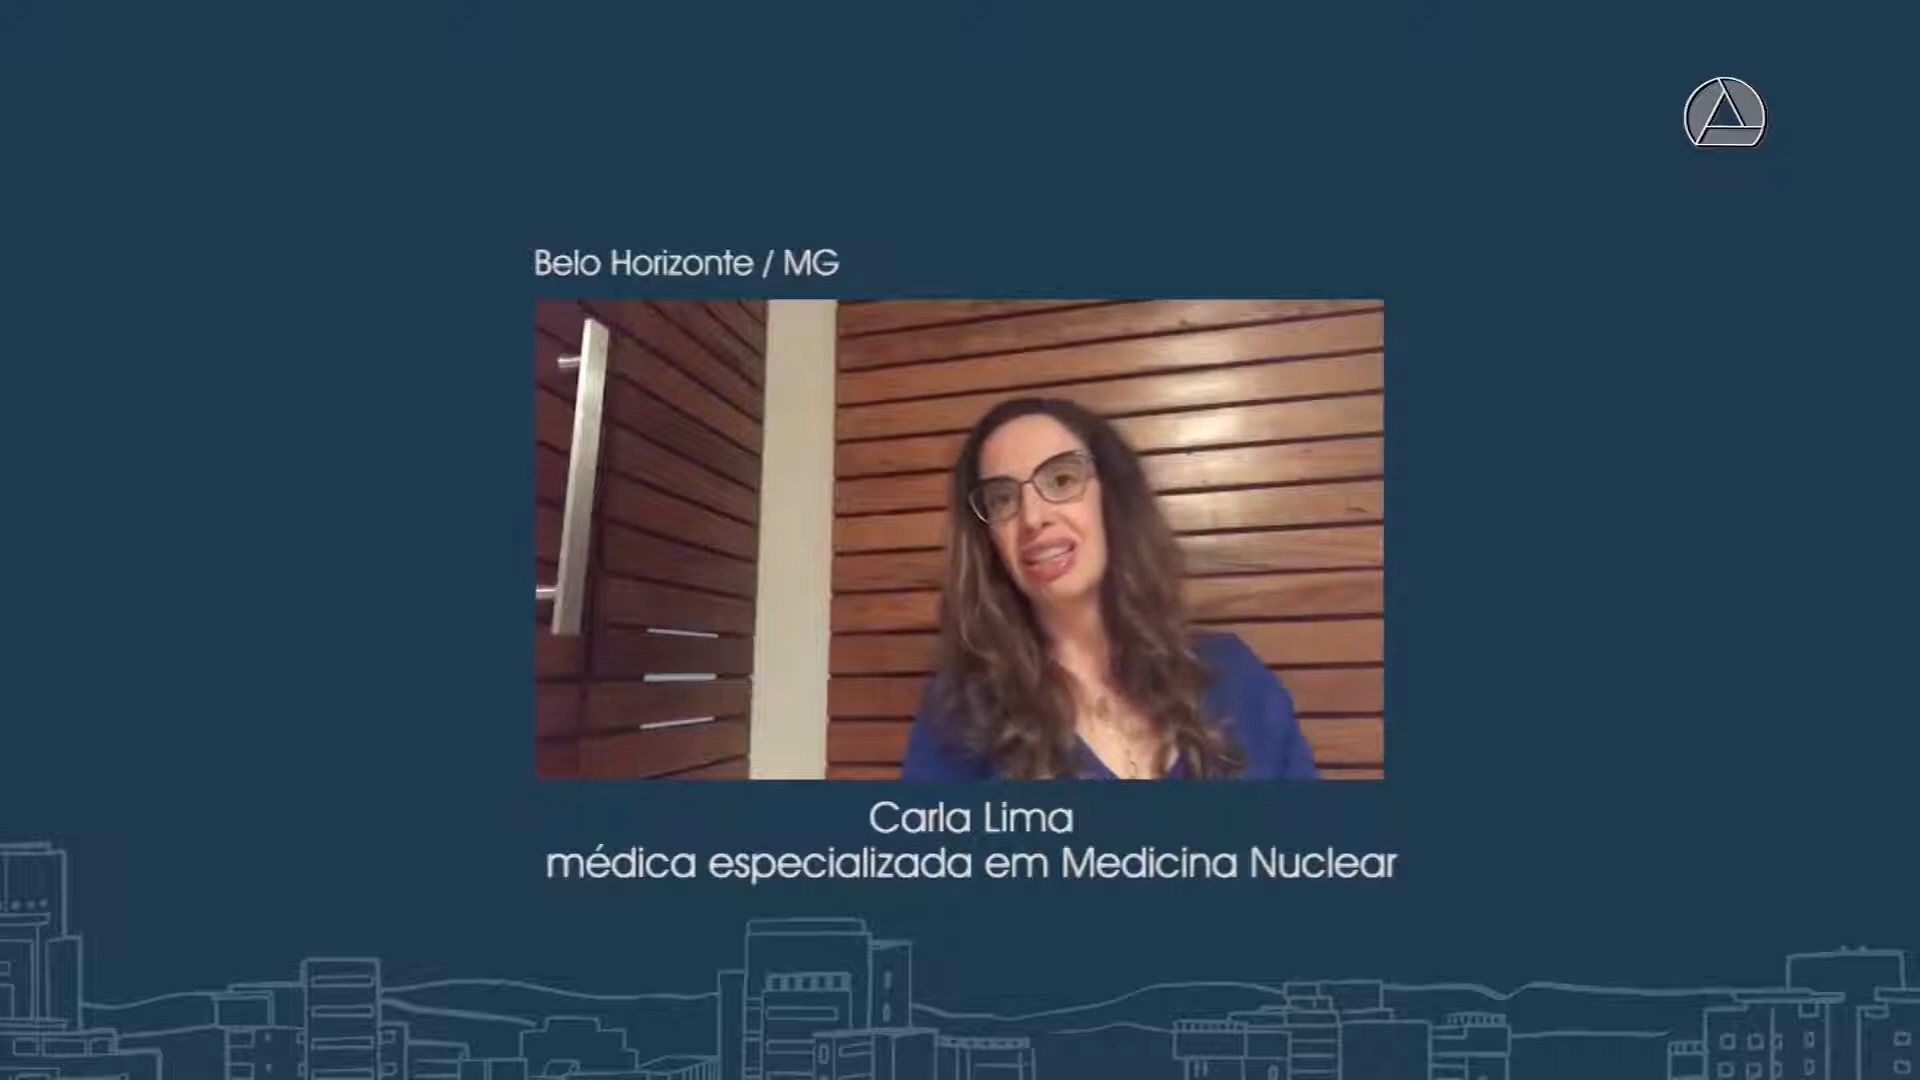 Belo Horizonte / MG
Carla Lima
médica especializada em Medicina Nuclear